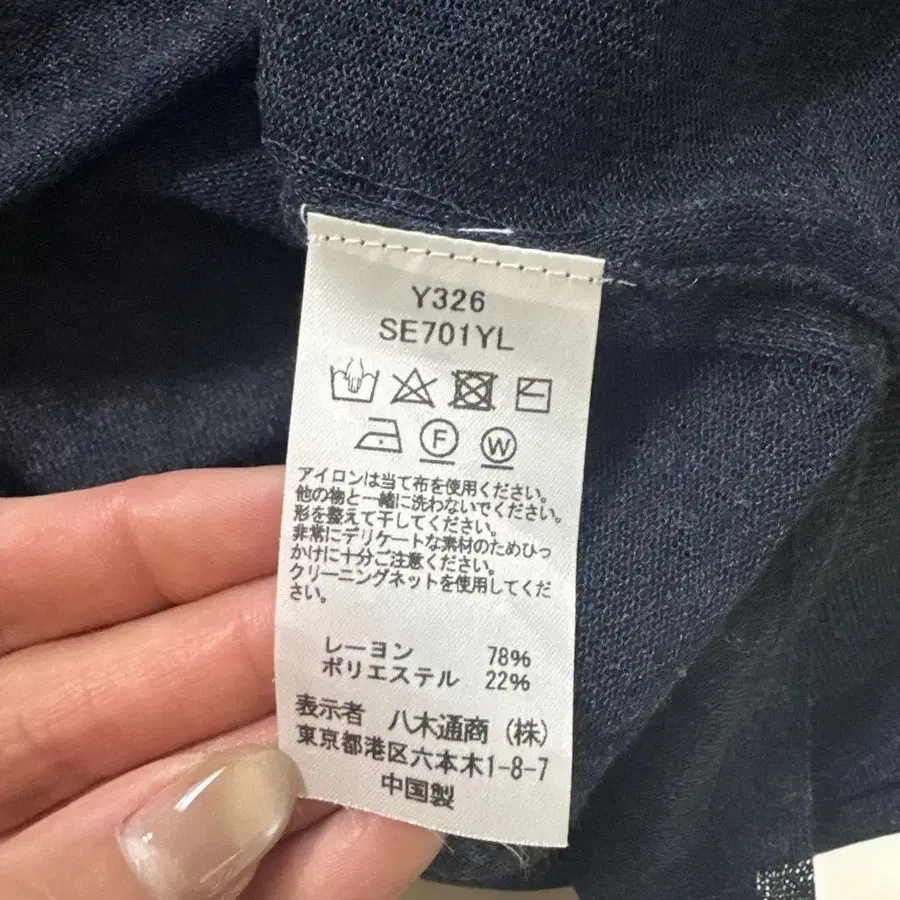 Y326
SE701YL
F W
アイロンは当て布を使用ください。
他の物と一緒に洗わないでください。
形を整えて干してください。
非常にデリケートな素材のためひっ
かけに十分ご注意ください。
クリーニングネットを使用してくだ
さい。
レーヨン 78%
ポリエステル 22%
表示者 八木通商(株)
東京都港区六本木1-8-7
中国製